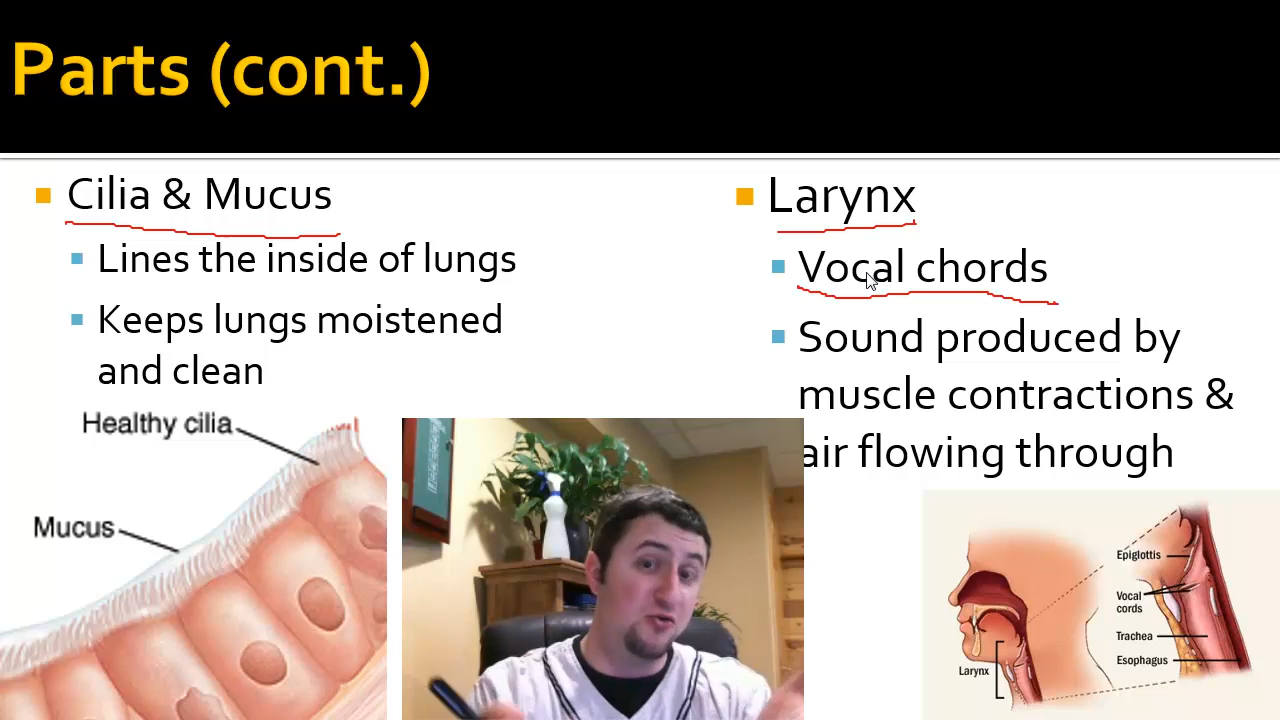 Parts (cont.)
Cilia & Mucus
Lines the inside of lungs
Keeps lungs moistened
and clean
Healthy cilia
Mucus
Larynx
Vocal chords
Sound produced by
muscle contractions &
air flowing through
Epiglottis
Vocal
cords
Trachea
Esophagus
Larynx